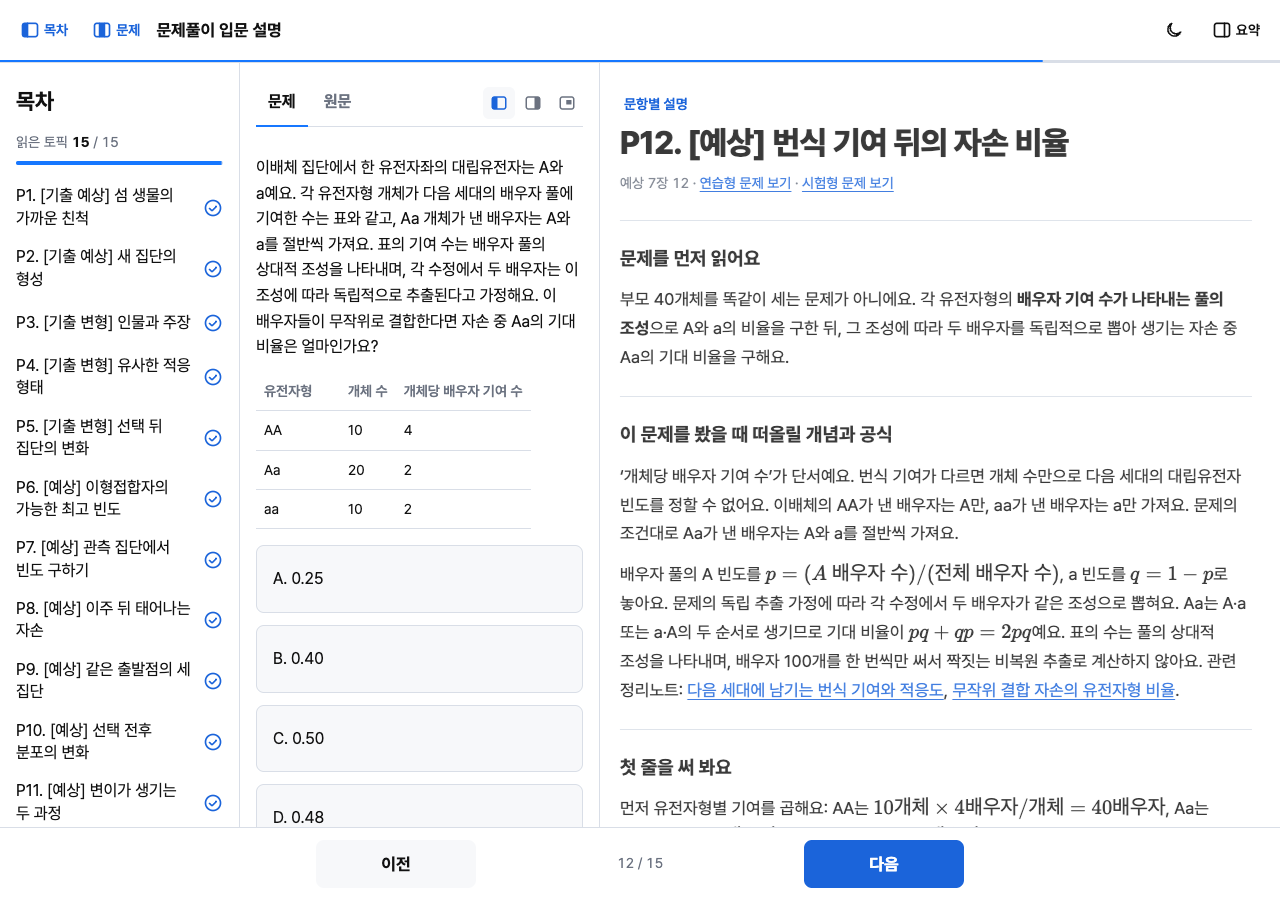 목차
문제
문제풀이 입문 설명
요약
목차
읽은 토픽 15 / 15
P1. [기출 예상] 섬 생물의
가까운 친척
P2. [기출 예상] 새 집단의
형성
P3. [기출 변형] 인물과 주장
P4. [기출 변형] 유사한 적응
형태
P5. [기출 변형] 선택 뒤
집단의 변화
P6. [예상] 이형접합자의
가능한 최고 빈도
P7. [예상] 관측 집단에서
빈도 구하기
P8. [예상] 이주 뒤 태어나는
자손
P9. [예상] 같은 출발점의 세
집단
P10. [예상] 선택 전후
분포의 변화
P11. [예상] 변이가 생기는
두 과정
문제
원문
이배체 집단에서 한 유전자좌의 대립유전자는 A와
a예요. 각 유전자형 개체가 다음 세대의 배우자 풀에
기여한 수는 표와 같고, Aa 개체가 낸 배우자는 A와
a를 절반씩 가져요. 표의 기여 수는 배우자 풀의
상대적 조성을 나타내며, 각 수정에서 두 배우자는 이
조성에 따라 독립적으로 추출된다고 가정해요. 이
배우자들이 무작위로 결합한다면 자손 중 Aa의 기대
비율은 얼마인가요?
유전자형 개체 수 개체당 배우자 기여 수
AA 10 4
Aa 20 2
aa 10 2
A. 0.25
B. 0.40
C. 0.50
D. 0.48
문항별 설명
P12. [예상] 번식 기여 뒤의 자손 비율
예상 7장 12 · 연습형 문제 보기 · 시험형 문제 보기
문제를 먼저 읽어요
부모 40개체를 똑같이 세는 문제가 아니에요. 각 유전자형의 배우자 기여 수가 나타내는 풀의
조성으로 A와 a의 비율을 구한 뒤, 그 조성에 따라 두 배우자를 독립적으로 뽑아 생기는 자손 중
Aa의 기대 비율을 구해요.
이 문제를 봤을 때 떠올릴 개념과 공식
‘개체당 배우자 기여 수’가 단서예요. 번식 기여가 다르면 개체 수만으로 다음 세대의 대립유전자
빈도를 정할 수 없어요. 이배체의 AA가 낸 배우자는 A만, aa가 낸 배우자는 a만 가져요. 문제의
조건대로 Aa가 낸 배우자는 A와 a를 절반씩 가져요.
배우자 풀의 A 빈도를 p = (A 배우자 수)/(전체 배우자 수), a 빈도를 q = 1 − p로
놓아요. 문제의 독립 추출 가정에 따라 각 수정에서 두 배우자가 같은 조성으로 뽑혀요. Aa는 A·a
또는 a·A의 두 순서로 생기므로 기대 비율이 pq + qp = 2pq예요. 표의 수는 풀의 상대적
조성을 나타내며, 배우자 100개를 한 번씩만 써서 짝짓는 비복원 추출로 계산하지 않아요. 관련
정리노트: 다음 세대에 남기는 번식 기여와 적응도, 무작위 결합 자손의 유전자형 비율.
첫 줄을 써 봐요
먼저 유전자형별 기여를 곱해요: AA는 10개체 × 4배우자/개체 = 40배우자, Aa는
이전
12 / 15
다음